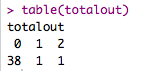 > table(totalout)
totalout
 0  1  2
38  1  1